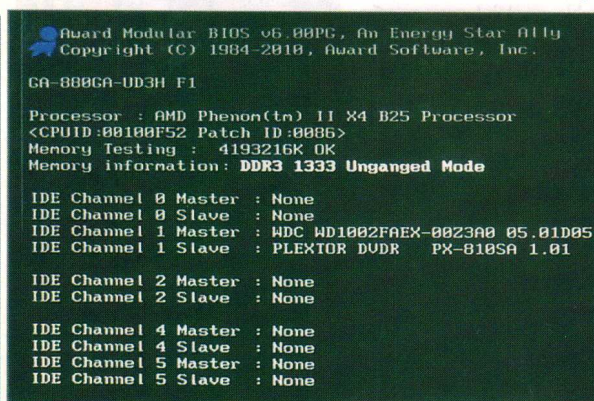 Award Modular BIOS v6.00PG, An Energy Star Ally
Copyright (C) 1984-2010, Award Software, Inc.
GA-880GA-UD3H F1
Processor : AMD Phenom(tm) II X4 B25 Processor
<CPUID:00100F52 Patch ID:0086>
Memory Testing : 4193216K OK
Memory information: DDR3 1333 Unganged Mode
IDE Channel 0 Master : None
IDE Channel 0 Slave : None
IDE Channel 1 Master : WDC WD1002FAEX-00Z3A0 05.01D05
IDE Channel 1 Slave : PLEXTOR DVDR PX-810SA 1.01
IDE Channel 2 Master : None
IDE Channel 2 Slave : None
IDE Channel 4 Master : None
IDE Channel 4 Slave : None
IDE Channel 5 Master : None
IDE Channel 5 Slave : None